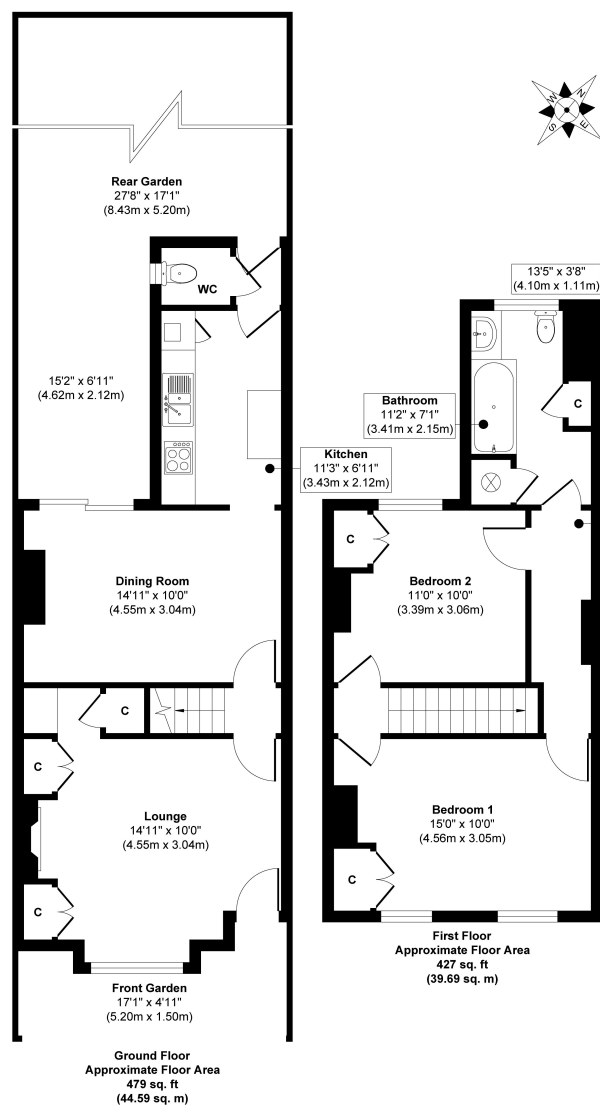 Rear Garden
27'8" x 17'1"
(8.43m x 5.20m)
WC
15'2" x 6'11"
(4.62m x 2.12m)
Kitchen
11'3" x 6'11"
(3.43m x 2.12m)
Dining Room
14'11" x 10'0"
(4.55m x 3.04m)
C
C
Lounge
14'11" x 10'0"
(4.55m x 3.04m)
C
Front Garden
17'1" x 4'11"
(5.20m x 1.50m)
Ground Floor
Approximate Floor Area
479 sq. ft
(44.59 sq. m)
N
E
S
W
13'5" x 3'8"
(4.10m x 1.11m)
Bathroom
11'2" x 7'1"
(3.41m x 2.15m)
C
C
Bedroom 2
11'0" x 10'0"
(3.39m x 3.06m)
Bedroom 1
15'0" x 10'0"
(4.56m x 3.05m)
C
First Floor
Approximate Floor Area
427 sq. ft
(39.69 sq. m)